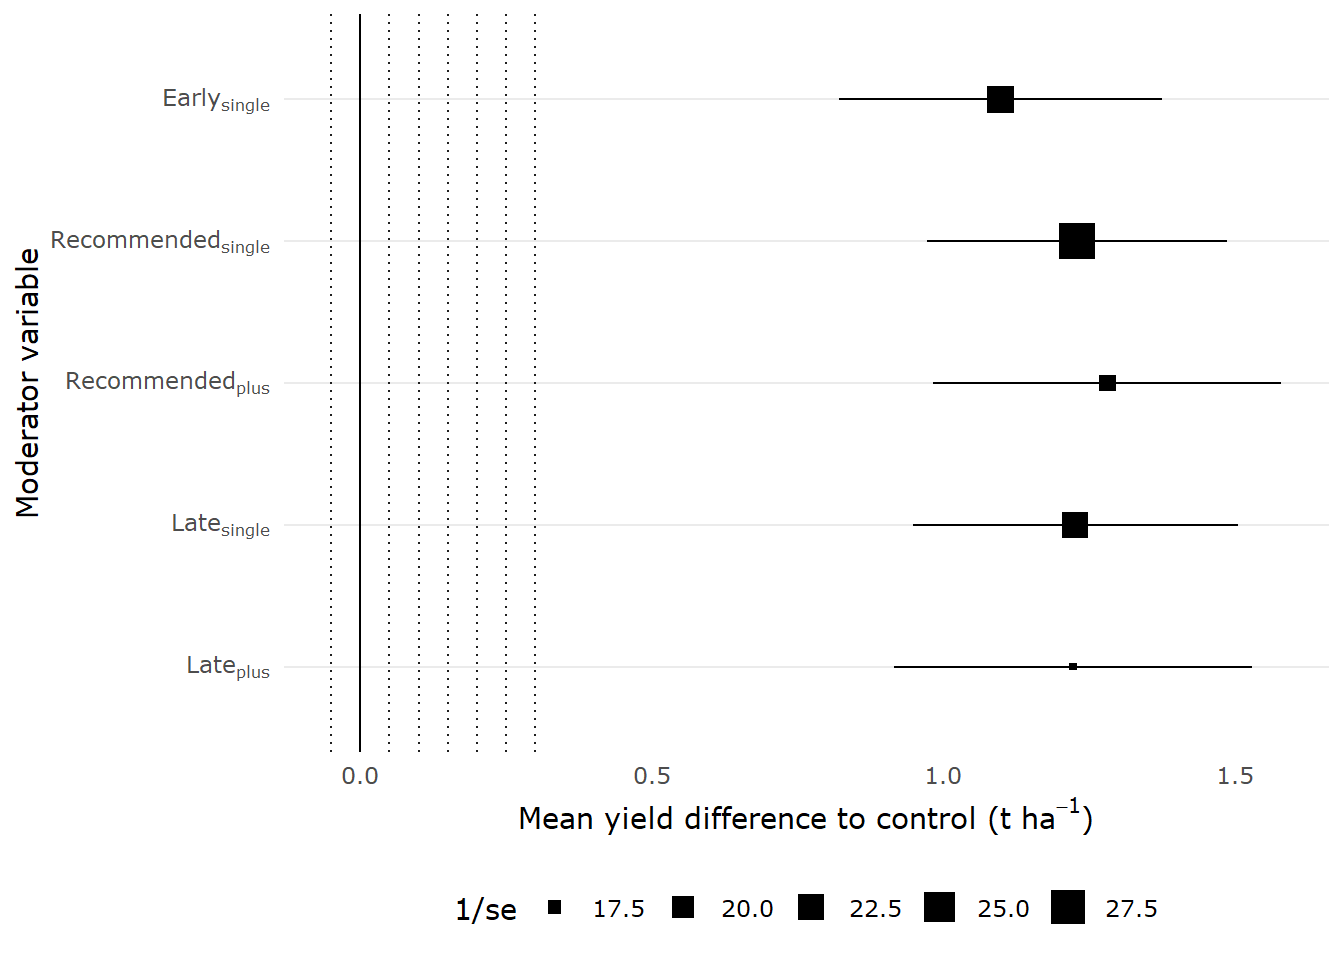 Moderator variable
Early single
Recommended single
Recommended plus
Late single
Late plus
0.0 0.5 1.0 1.5
Mean yield difference to control (t ha⁻¹)
1/se 17.5 20.0 22.5 25.0 27.5